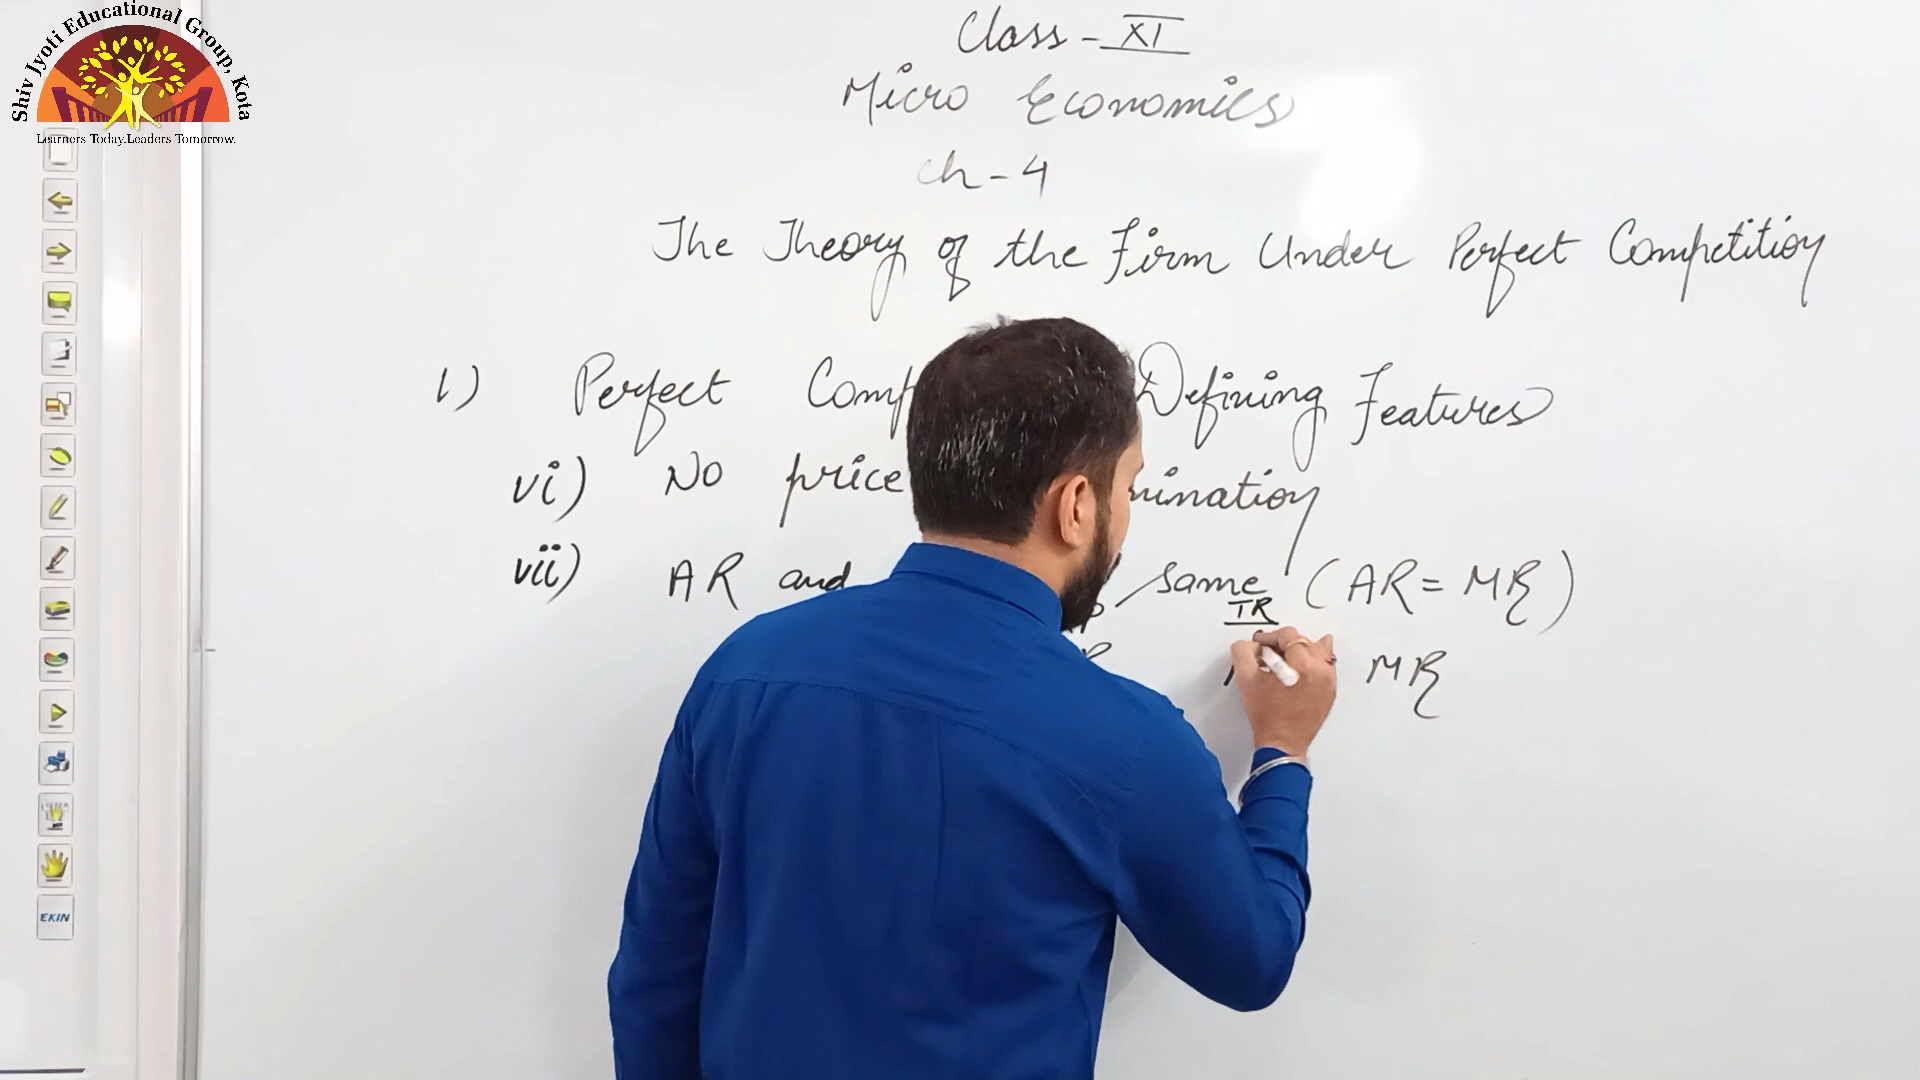 Shiv Jyoti Educational Group, Kota
Learners Today.Leaders Tomorrow.
Class - XI
Micro Economics
Ch - 4
The Theory of the Firm Under Perfect Competition
1) Perfect Comp Defining Features
vi) No price mination
vii) AR and same (AR = MR)
TR
MR
EKIN